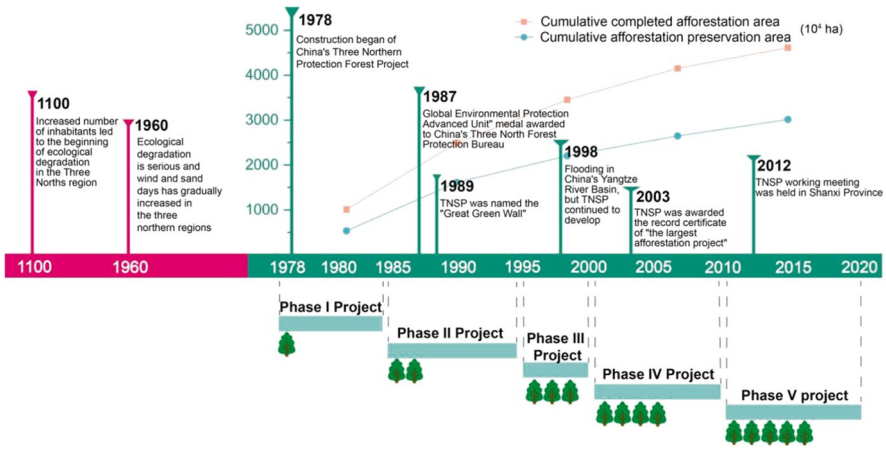 5000
4000
3000
2000
1000
Cumulative completed afforestation area
Cumulative afforestation preservation area
(10⁴ ha)
1100
Increased number
of inhabitants led
to the beginning
of ecological
degradation
in the Three
Norths region
1960
Ecological
degradation
is serious and
wind and sand
days has gradually
increased in
the three
northern regions
1978
Construction began of
China's Three Northern
Protection Forest Project
1987
Global Environmental Protection
Advanced Unit" medal awarded
to China's Three North Forest
Protection Bureau
1989
TNSP was named the
"Great Green Wall"
1998
Flooding in
China's Yangtze
River Basin,
but TNSP
continued to
develop
2003
TNSP was awarded
the record certificate
of "the largest
afforestation project"
2012
TNSP working meeting
was held in Shanxi Province
1100 1960 1978 1980 1985 1990 1995 2000 2005 2010 2015 2020
Phase I Project
Phase II Project
Phase III
Project
Phase IV Project
Phase V project